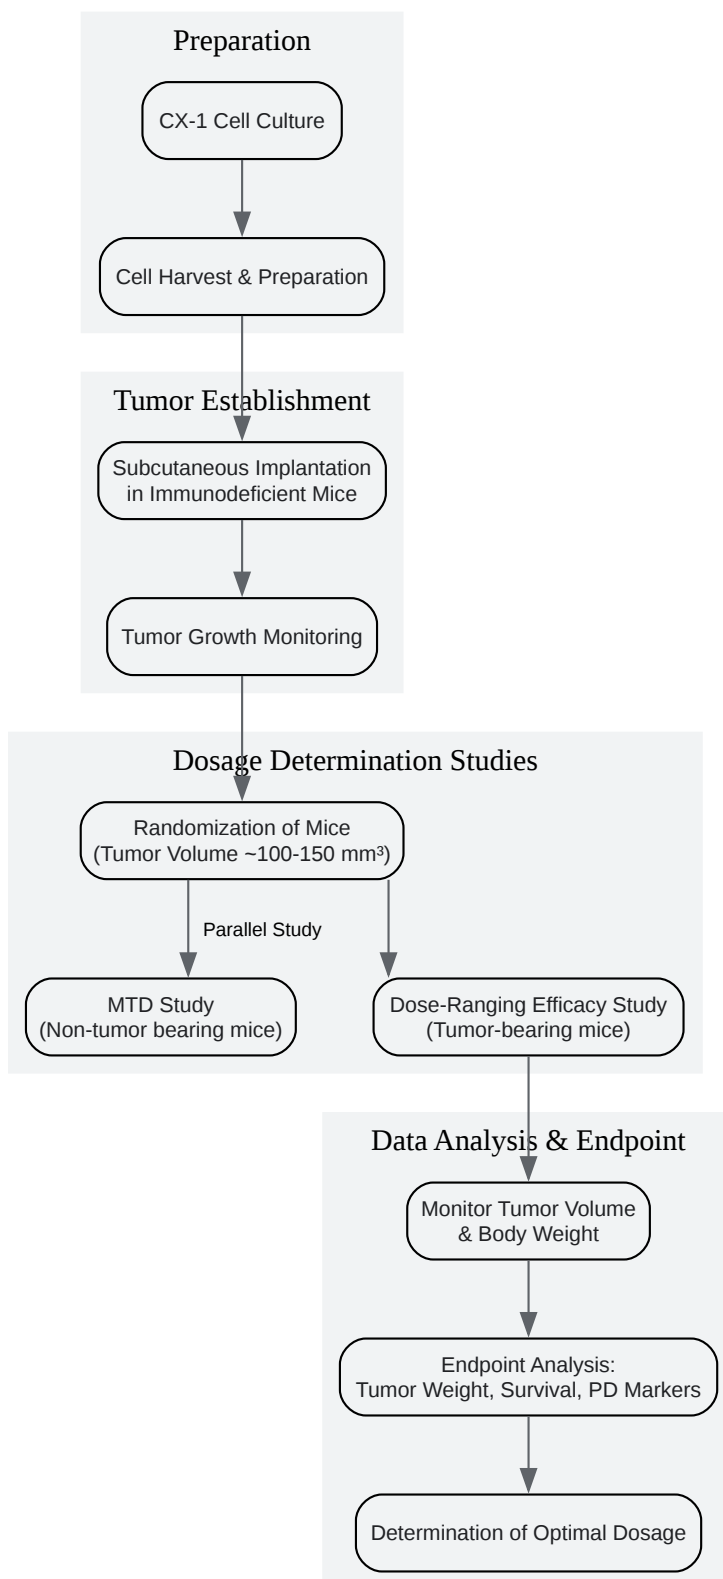 Preparation
CX-1 Cell Culture
Cell Harvest & Preparation
Tumor Establishment
Subcutaneous Implantation
in Immunodeficient Mice
Tumor Growth Monitoring
Dosage Determination Studies
Randomization of Mice
(Tumor Volume ~100-150 mm³)
Parallel Study
MTD Study
(Non-tumor bearing mice)
Dose-Ranging Efficacy Study
(Tumor-bearing mice)
Data Analysis & Endpoint
Monitor Tumor Volume
& Body Weight
Endpoint Analysis:
Tumor Weight, Survival, PD Markers
Determination of Optimal Dosage